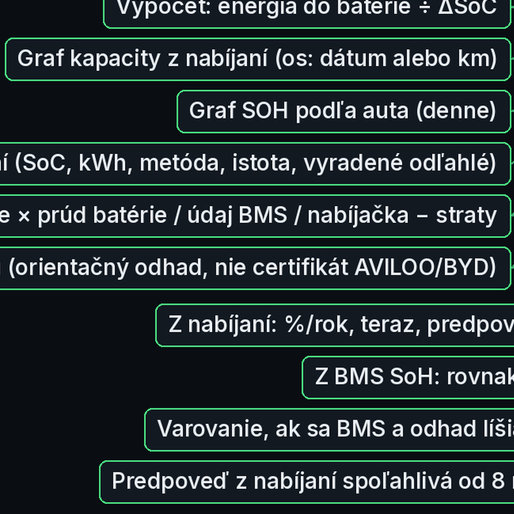 Výpočet: energia do batérie ÷ ΔSoC
Graf kapacity z nabíjaní (os: dátum alebo km)
Graf SOH podľa auta (denne)
í (SoC, kWh, metóda, istota, vyradené odľahlé)
e × prúd batérie / údaj BMS / nabíjačka − straty
(orientačný odhad, nie certifikát AVILOO/BYD)
Z nabíjaní: %/rok, teraz, predpov
Z BMS SoH: rovnak
Varovanie, ak sa BMS a odhad líši
Predpoveď z nabíjaní spoľahlivá od 8